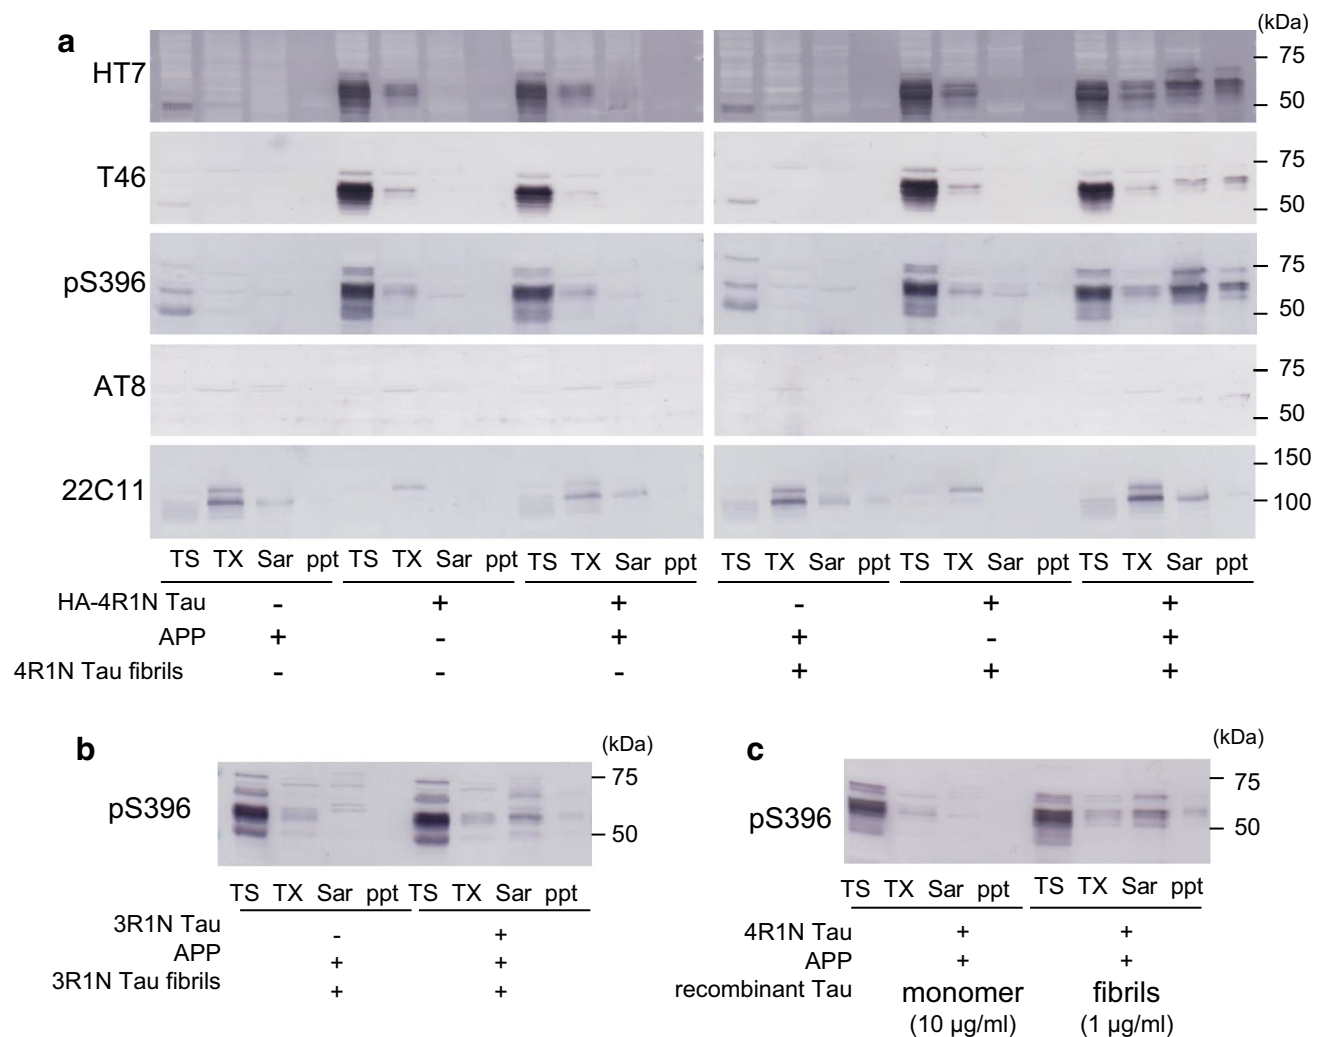 a
(kDa)
HT7
75
50
T46
75
50
pS396
75
50
AT8
75
50
22C11
150
100
TS TX Sar ppt TS TX Sar ppt TS TX Sar ppt TS TX Sar ppt TS TX Sar ppt TS TX Sar ppt
HA-4R1N Tau - + + - + +
APP + - + + - +
4R1N Tau fibrils - - - + + +
b
(kDa)
pS396
75
50
TS TX Sar ppt TS TX Sar ppt
3R1N Tau - +
APP + +
3R1N Tau fibrils + +
c
(kDa)
pS396
75
50
TS TX Sar ppt TS TX Sar ppt
4R1N Tau + +
APP + +
recombinant Tau monomer fibrils
(10 µg/ml) (1 µg/ml)